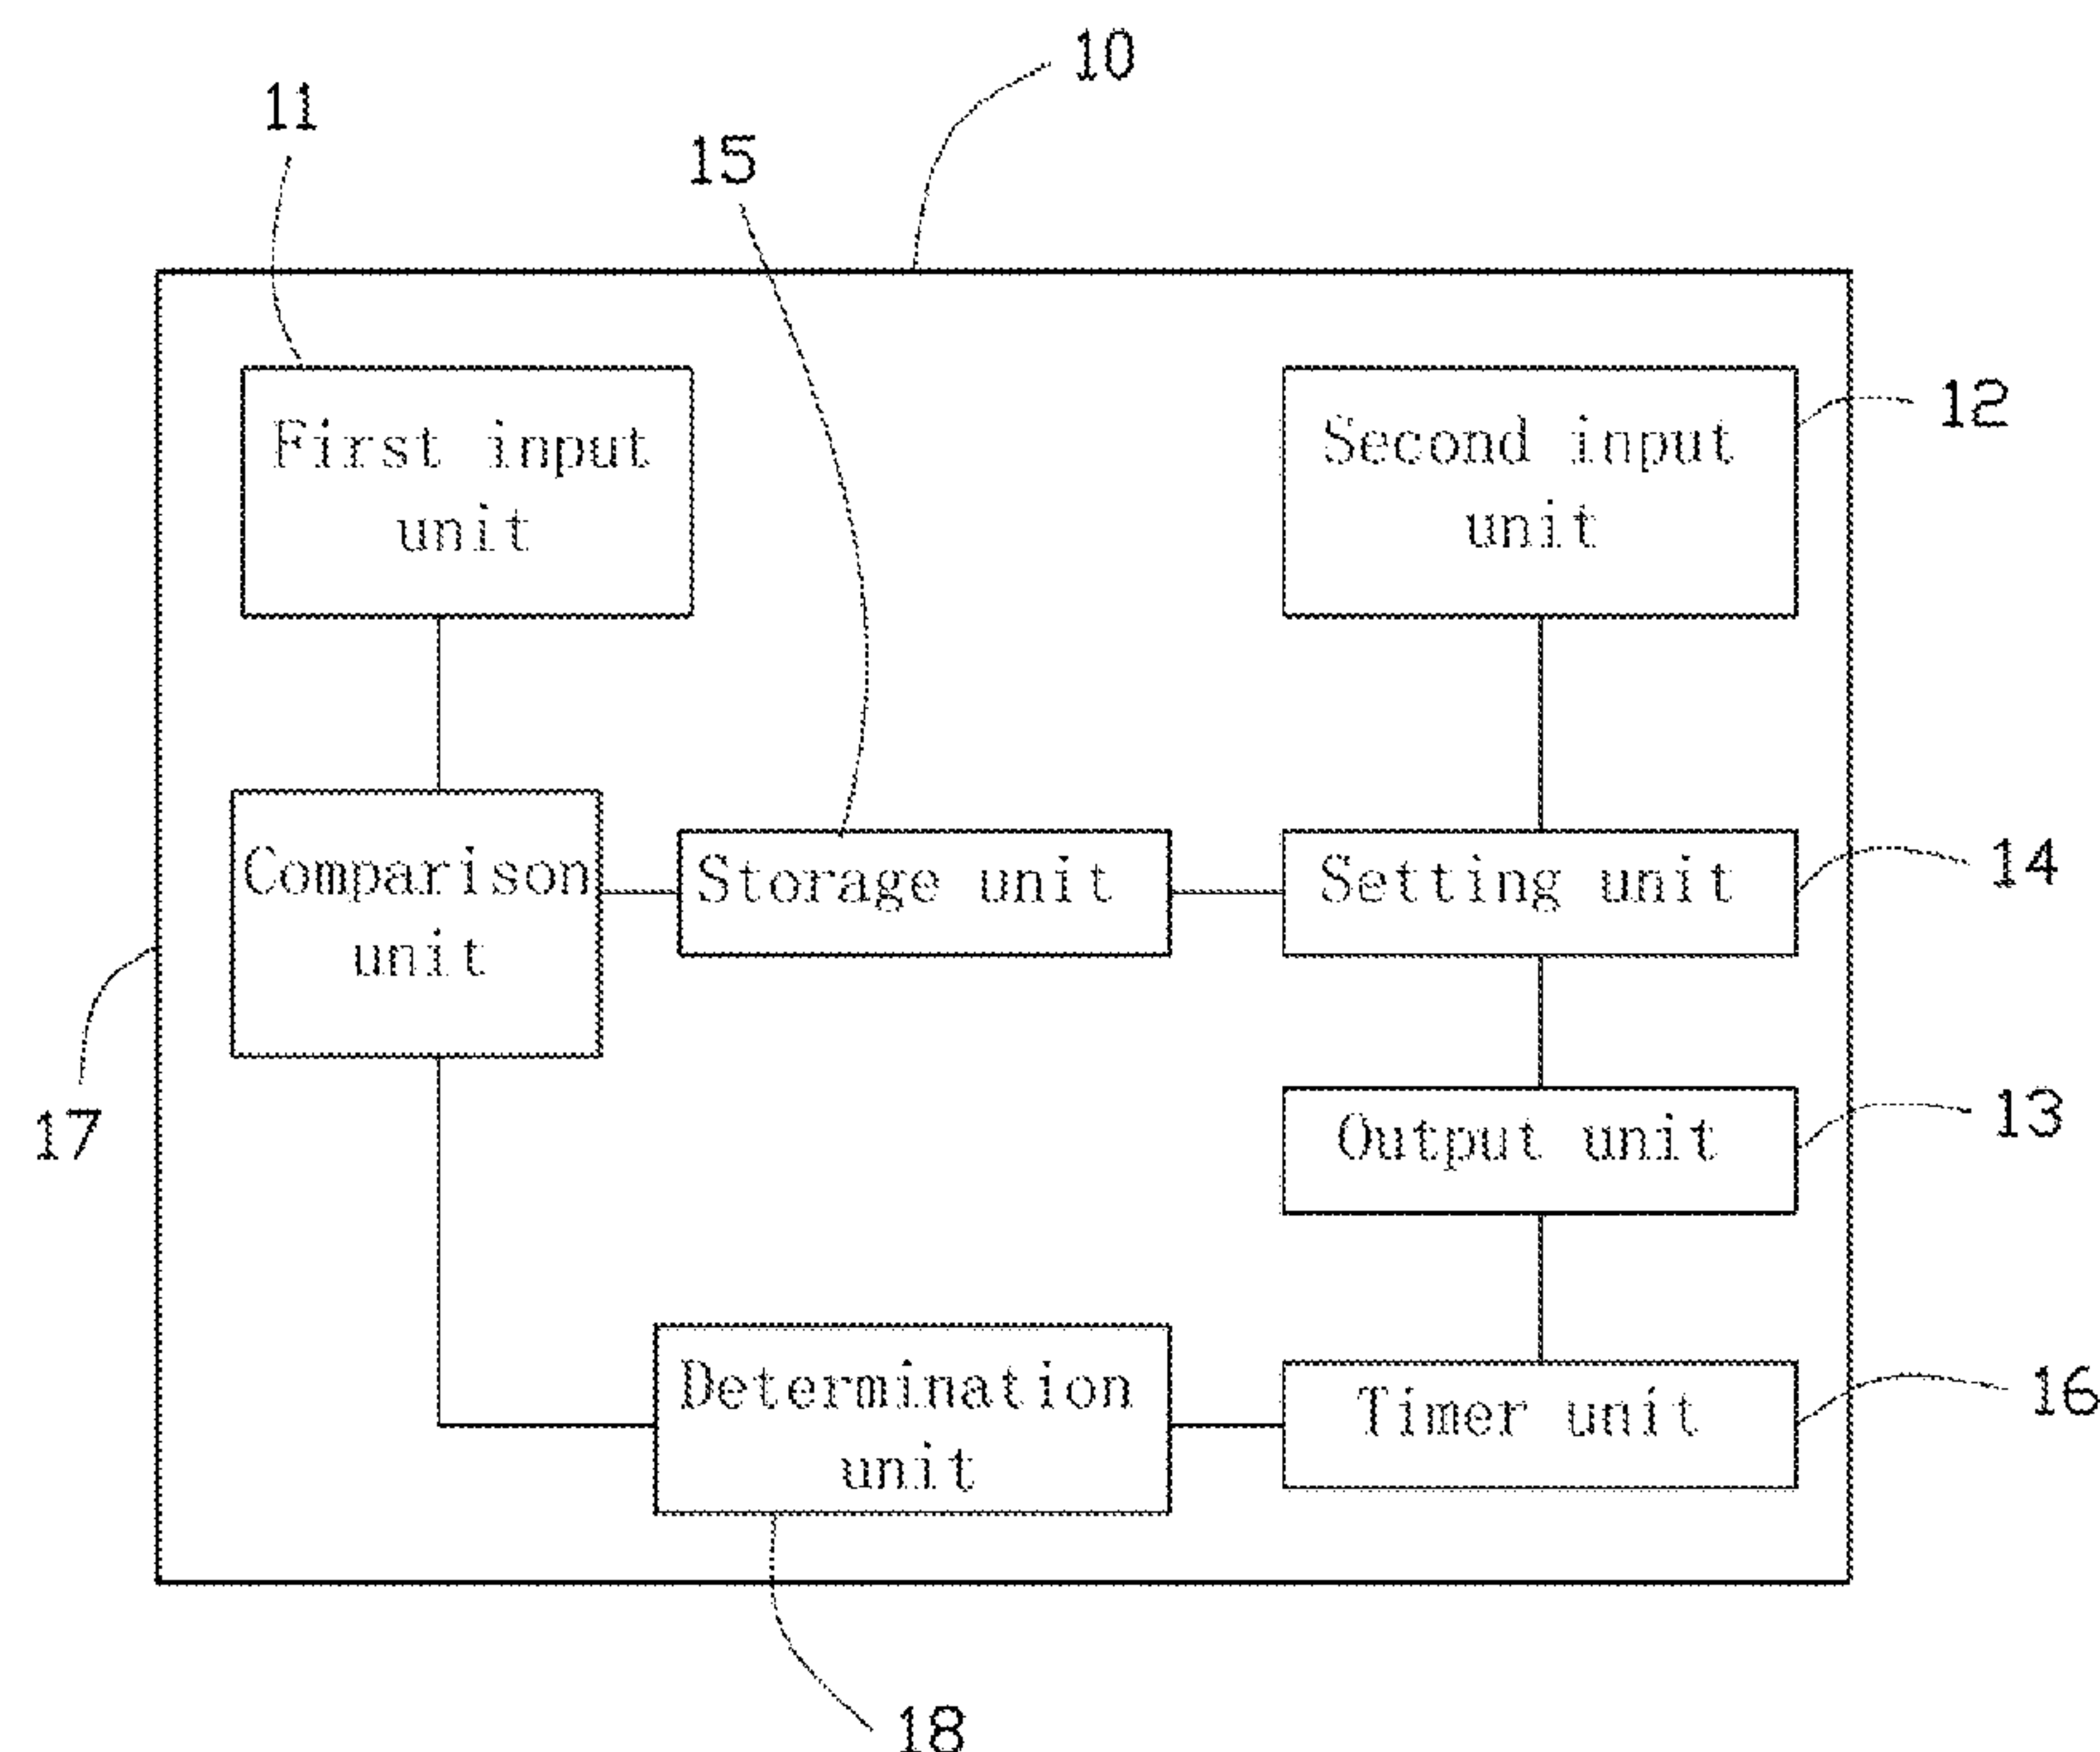 10
11
15
First input
unit
Second input
unit
12
Comparison
unit
Storage unit
Setting unit
14
17
Output unit
13
Determination
unit
Timer unit
16
18